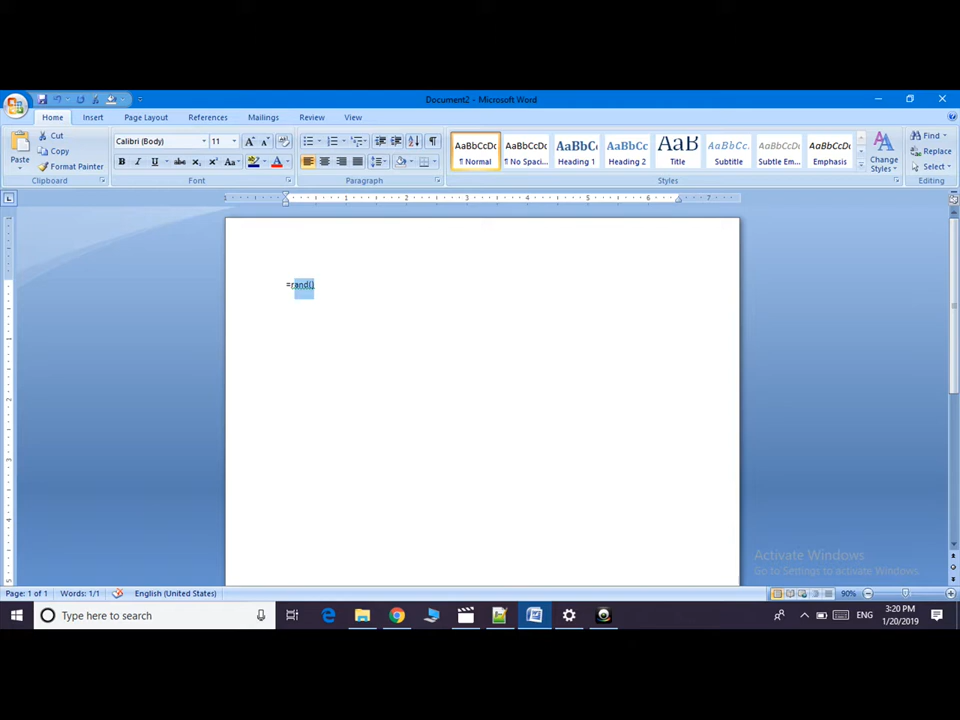 Document2 - Microsoft Word
Home Insert Page Layout References Mailings Review View
Paste
Cut
Copy
Format Painter
Clipboard
Calibri (Body) 11
Font
Paragraph
AaBbCcDc AaBbCcDc AaBbC AaBbCc AaB AaBbCc. AaBbCcDc AaBbCcDc
¶ Normal ¶ No Spaci... Heading 1 Heading 2 Title Subtitle Subtle Em... Emphasis
Styles
Change Styles
Find
Replace
Select
Editing
=rand()
Activate Windows
Go to Settings to activate Windows.
Page: 1 of 1 Words: 1/1 English (United States) 90%
Type here to search
ENG
3:20 PM
1/20/2019